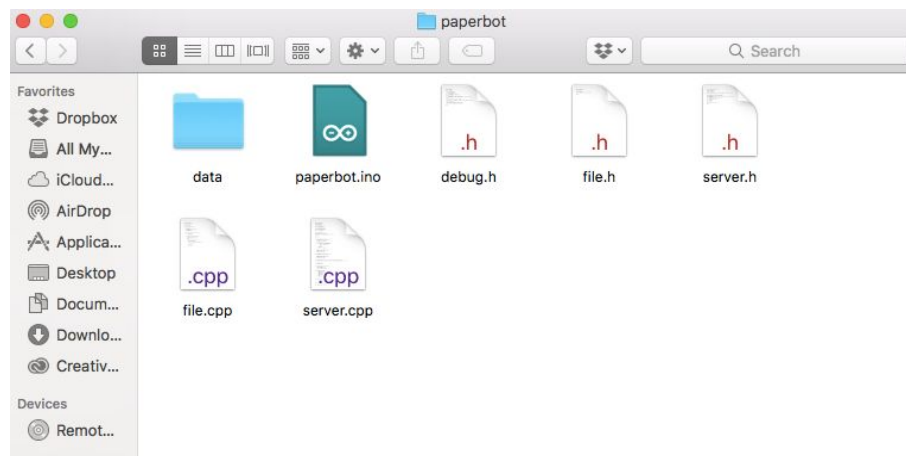 paperbot
Search
Favorites
Dropbox
All My...
iCloud...
AirDrop
Applica...
Desktop
Docum...
Downlo...
Creativ...
Devices
Remot...
.h
.h
.h
data
paperbot.ino
debug.h
file.h
server.h
.cpp
.cpp
file.cpp
server.cpp